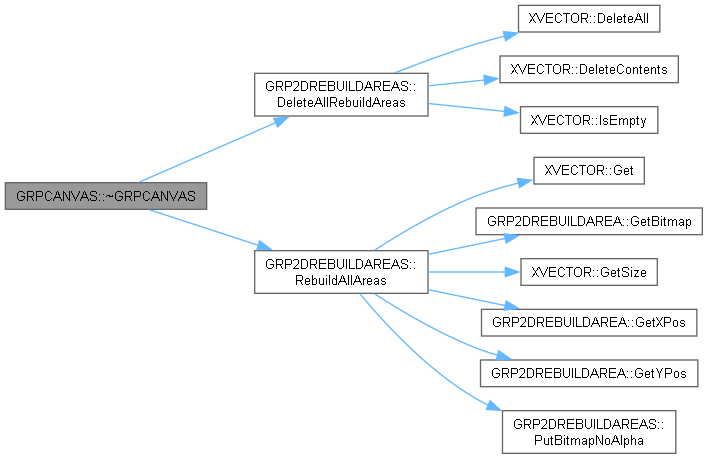 GRPCANVAS::~GRPCANVAS
GRP2DREBUILDAREAS::
DeleteAllRebuildAreas
XVECTOR::DeleteAll
XVECTOR::DeleteContents
XVECTOR::IsEmpty
GRP2DREBUILDAREAS::
RebuildAllAreas
XVECTOR::Get
GRP2DREBUILDAREA::GetBitmap
XVECTOR::GetSize
GRP2DREBUILDAREA::GetXPos
GRP2DREBUILDAREA::GetYPos
GRP2DREBUILDAREAS::
PutBitmapNoAlpha